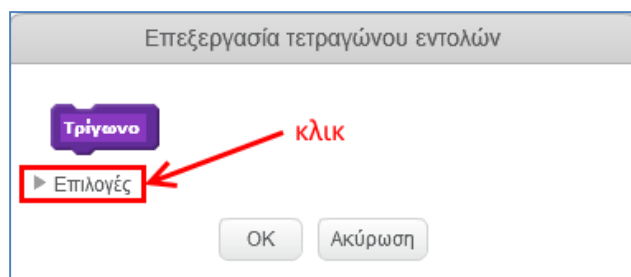 Επεξεργασία τετραγώνου εντολών
Τρίγωνο
κλικ
Επιλογές
OK
Ακύρωση